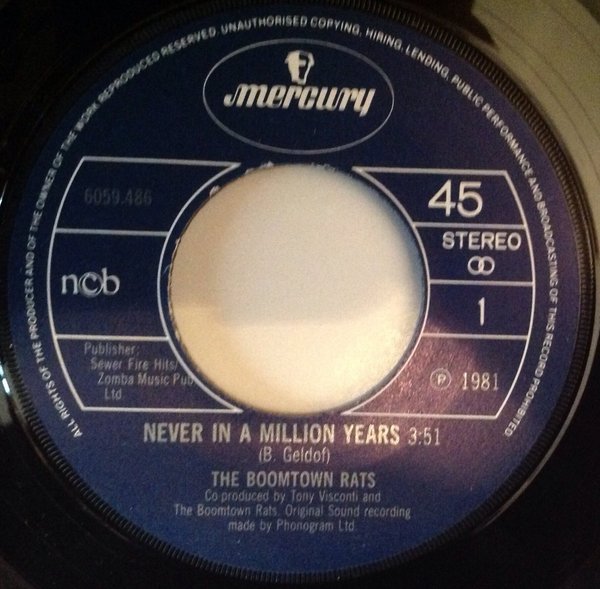 ALL RIGHTS OF THE PRODUCER AND OF THE OWNER OF THE WORK REPRODUCED RESERVED. UNAUTHORISED COPYING, HIRING, LENDING, PUBLIC PERFORMANCE AND BROADCASTING OF THIS RECORD PROHIBITED
mercury
6059.486
45
STEREO
ncb
1
Publisher:
Sewer Fire Hits/
Zomba Music Pub
Ltd.
℗ 1981
NEVER IN A MILLION YEARS 3:51
(B. Geldof)
THE BOOMTOWN RATS
Co-produced by Tony Visconti and
The Boomtown Rats. Original Sound recording
made by Phonogram Ltd.